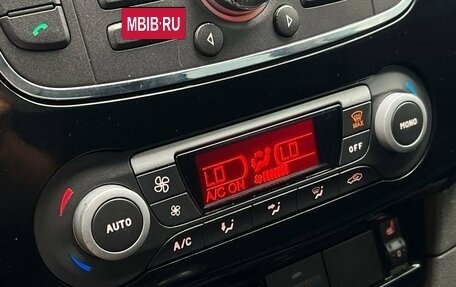 MBIB.RU
LO LO
A/C ON
AUTO
MAX
MONO
OFF
A/C